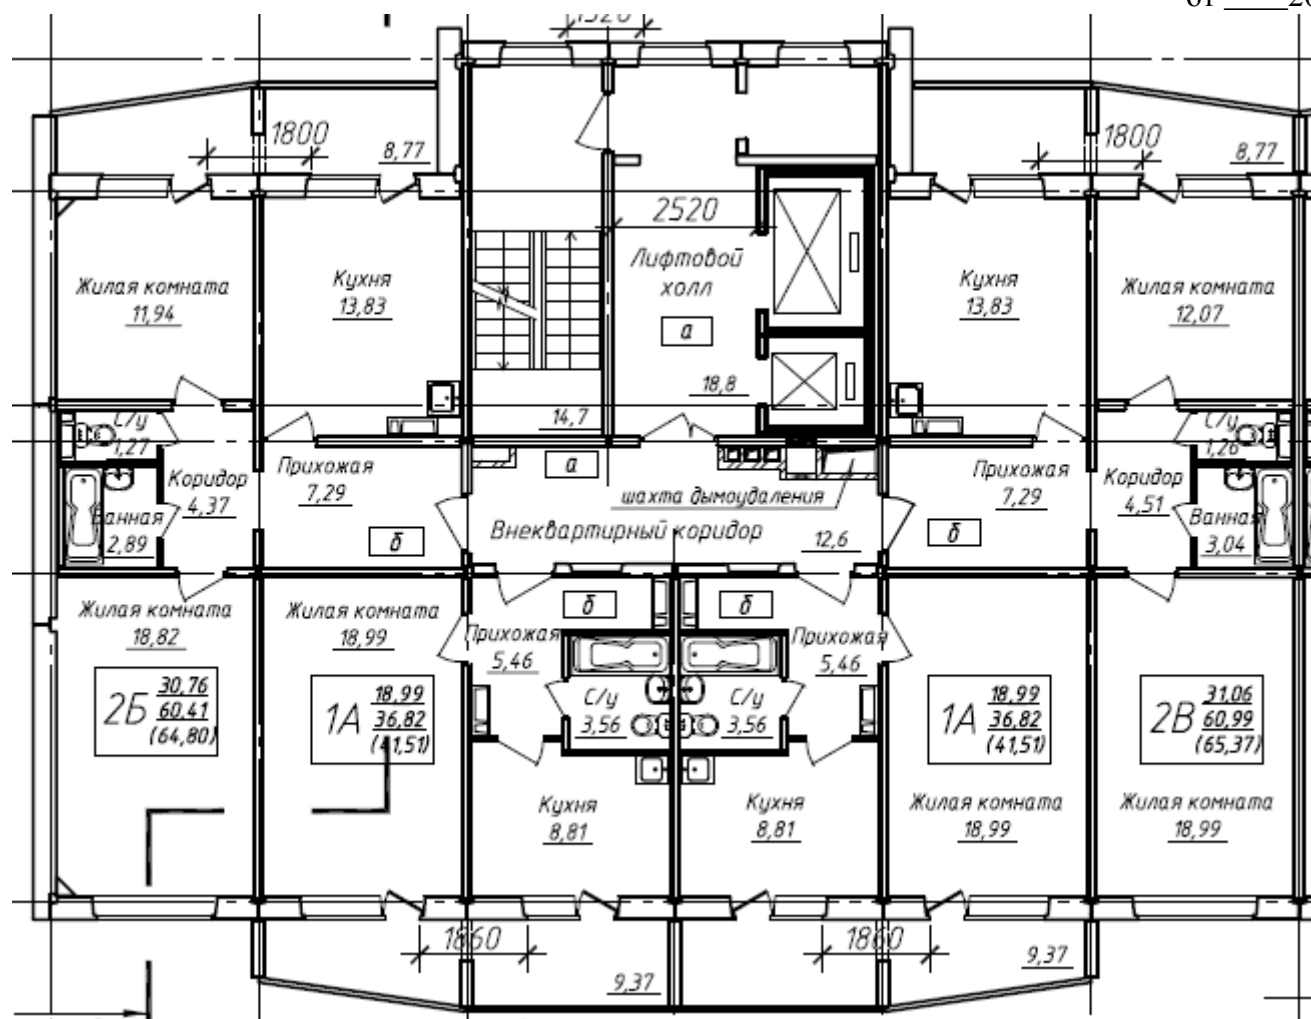 от ____20
1520
1800
8,77
1800
8,77
2520
Лифтовой
холл
а
18,8
14,7
Жилая комната
11,94
Кухня
13,83
Кухня
13,83
Жилая комната
12,07
С/у
1,27
Ванная
2,89
Коридор
4,37
Прихожая
7,29
б
а
шахта дымоудаления
Внеквартирный коридор
12,6
Прихожая
7,29
б
Коридор
4,51
С/у
1,26
Ванная
3,04
Жилая комната
18,82
2Б
30,76
60,41
(64,80)
Жилая комната
18,99
1А
18,99
36,82
(41,51)
б
Прихожая
5,46
С/у
3,56
Кухня
8,81
б
Прихожая
5,46
С/у
3,56
Кухня
8,81
1А
18,99
36,82
(41,51)
Жилая комната
18,99
2В
31,06
60,99
(65,37)
Жилая комната
18,99
1860
9,37
1860
9,37